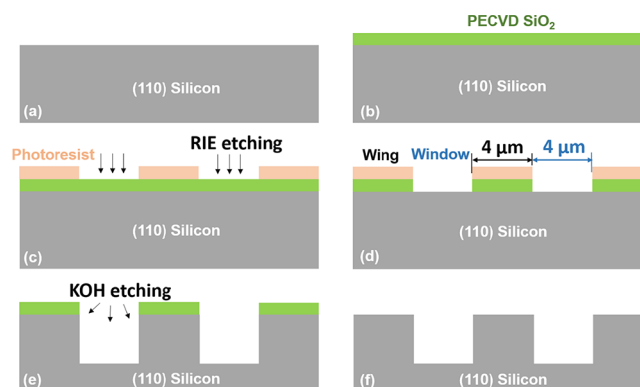 (110) Silicon
(a)
PECVD SiO₂
(110) Silicon
(b)
Photoresist
RIE etching
(110) Silicon
(c)
Wing
Window
4 μm
4 μm
(110) Silicon
(d)
KOH etching
(e)
(110) Silicon
(f)
(110) Silicon